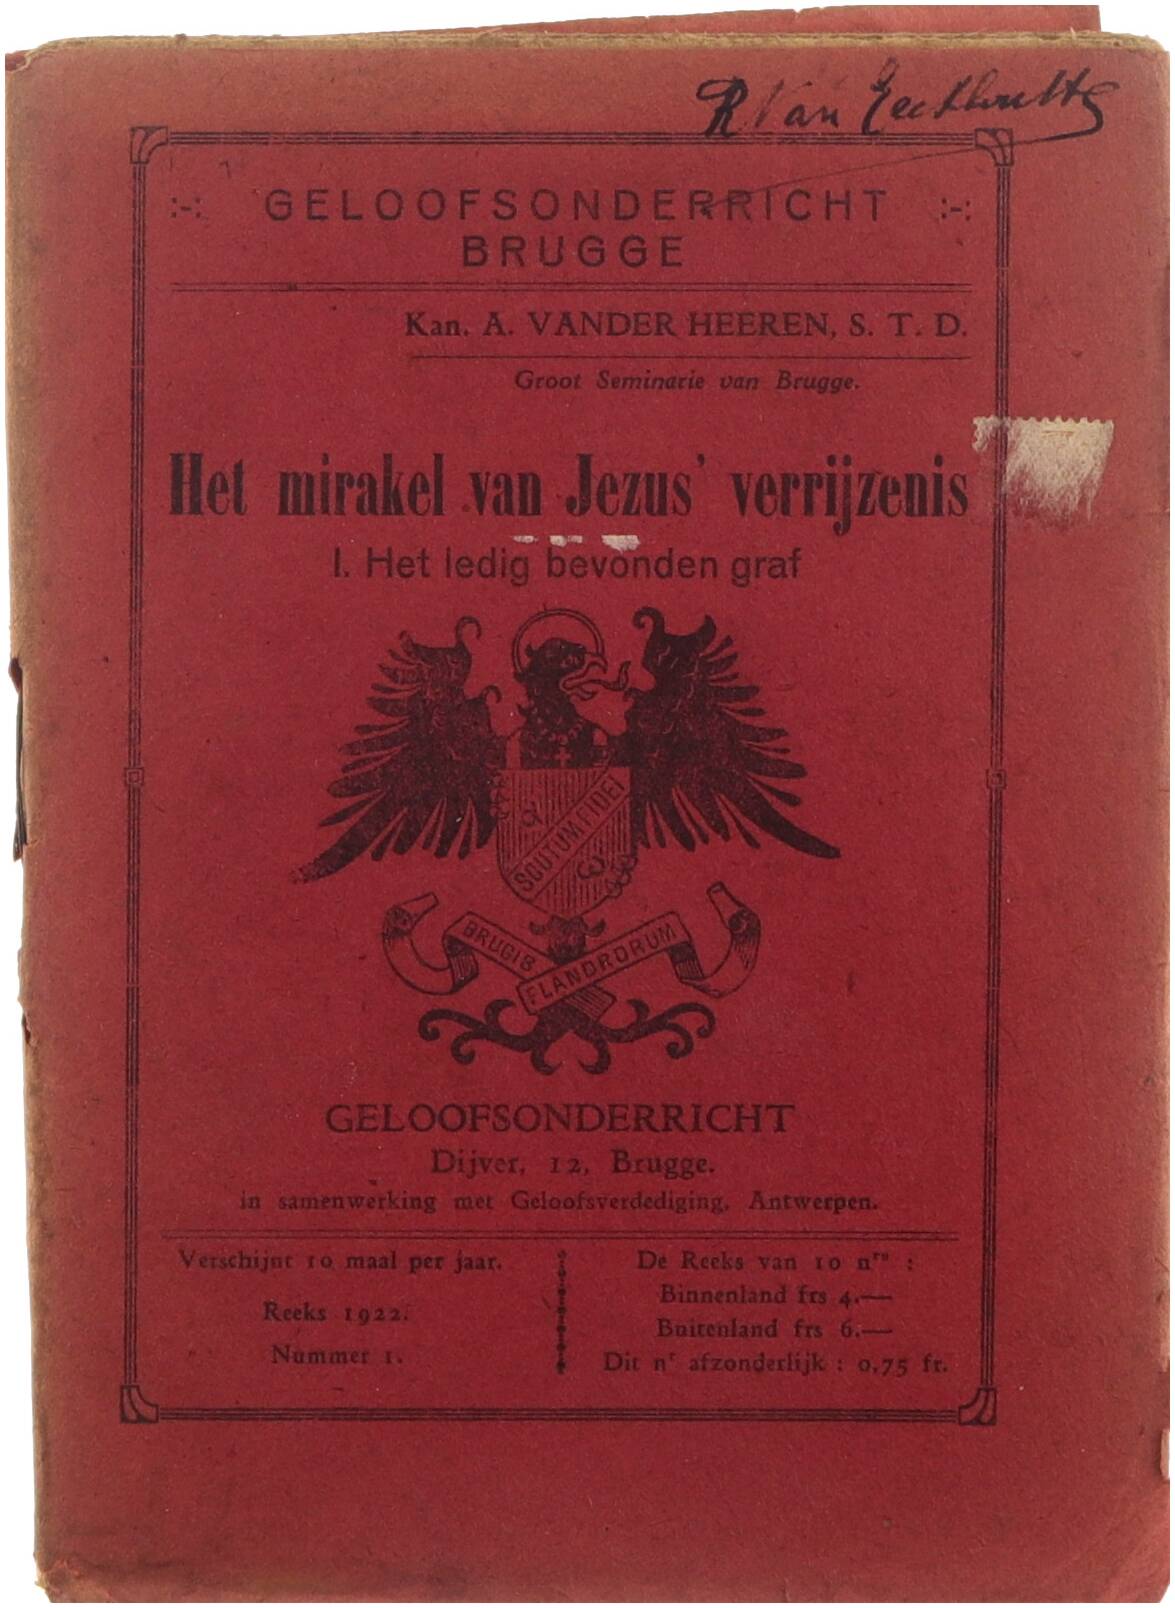 R Van Eeckhoutte
:-: GELOOFSONDERRICHT :-:
BRUGGE
Kan. A. VANDER HEEREN, S. T. D.
Groot Seminarie van Brugge.
Het mirakel van Jezus' verrijzenis
I. Het ledig bevonden graf
SCUTUM FIDEI
BRUGIS
FLANDRORUM
GELOOFSONDERRICHT
Dijver, 12, Brugge.
in samenwerking met Geloofsverdediging, Antwerpen.
Verschijnt 10 maal per jaar.
Reeks 1922.
Nummer 1.
De Reeks van 10 nrs :
Binnenland frs 4.—
Buitenland frs 6.—
Dit nr afzonderlijk : 0,75 fr.